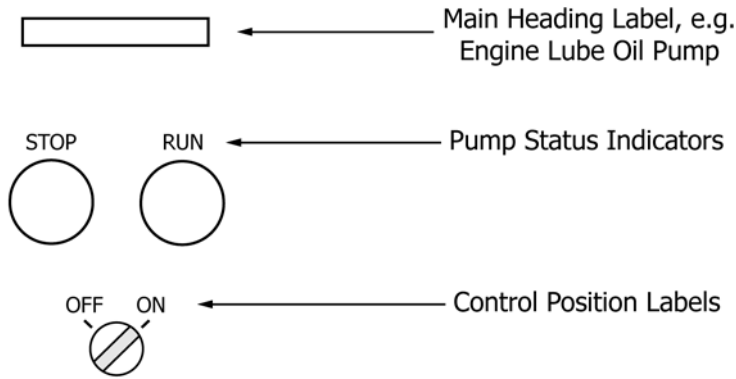 Main Heading Label, e.g.
Engine Lube Oil Pump
STOP RUN Pump Status Indicators
OFF ON Control Position Labels